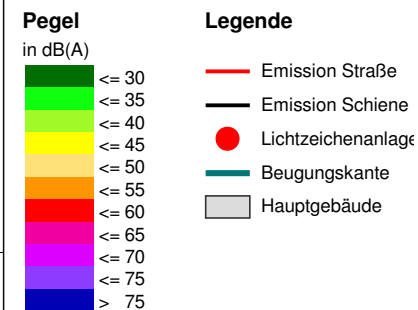 Pegel
in dB(A)
<= 30
<= 35
<= 40
<= 45
<= 50
<= 55
<= 60
<= 65
<= 70
<= 75
> 75
Legende
Emission Straße
Emission Schiene
Lichtzeichenanlage
Beugungskante
Hauptgebäude